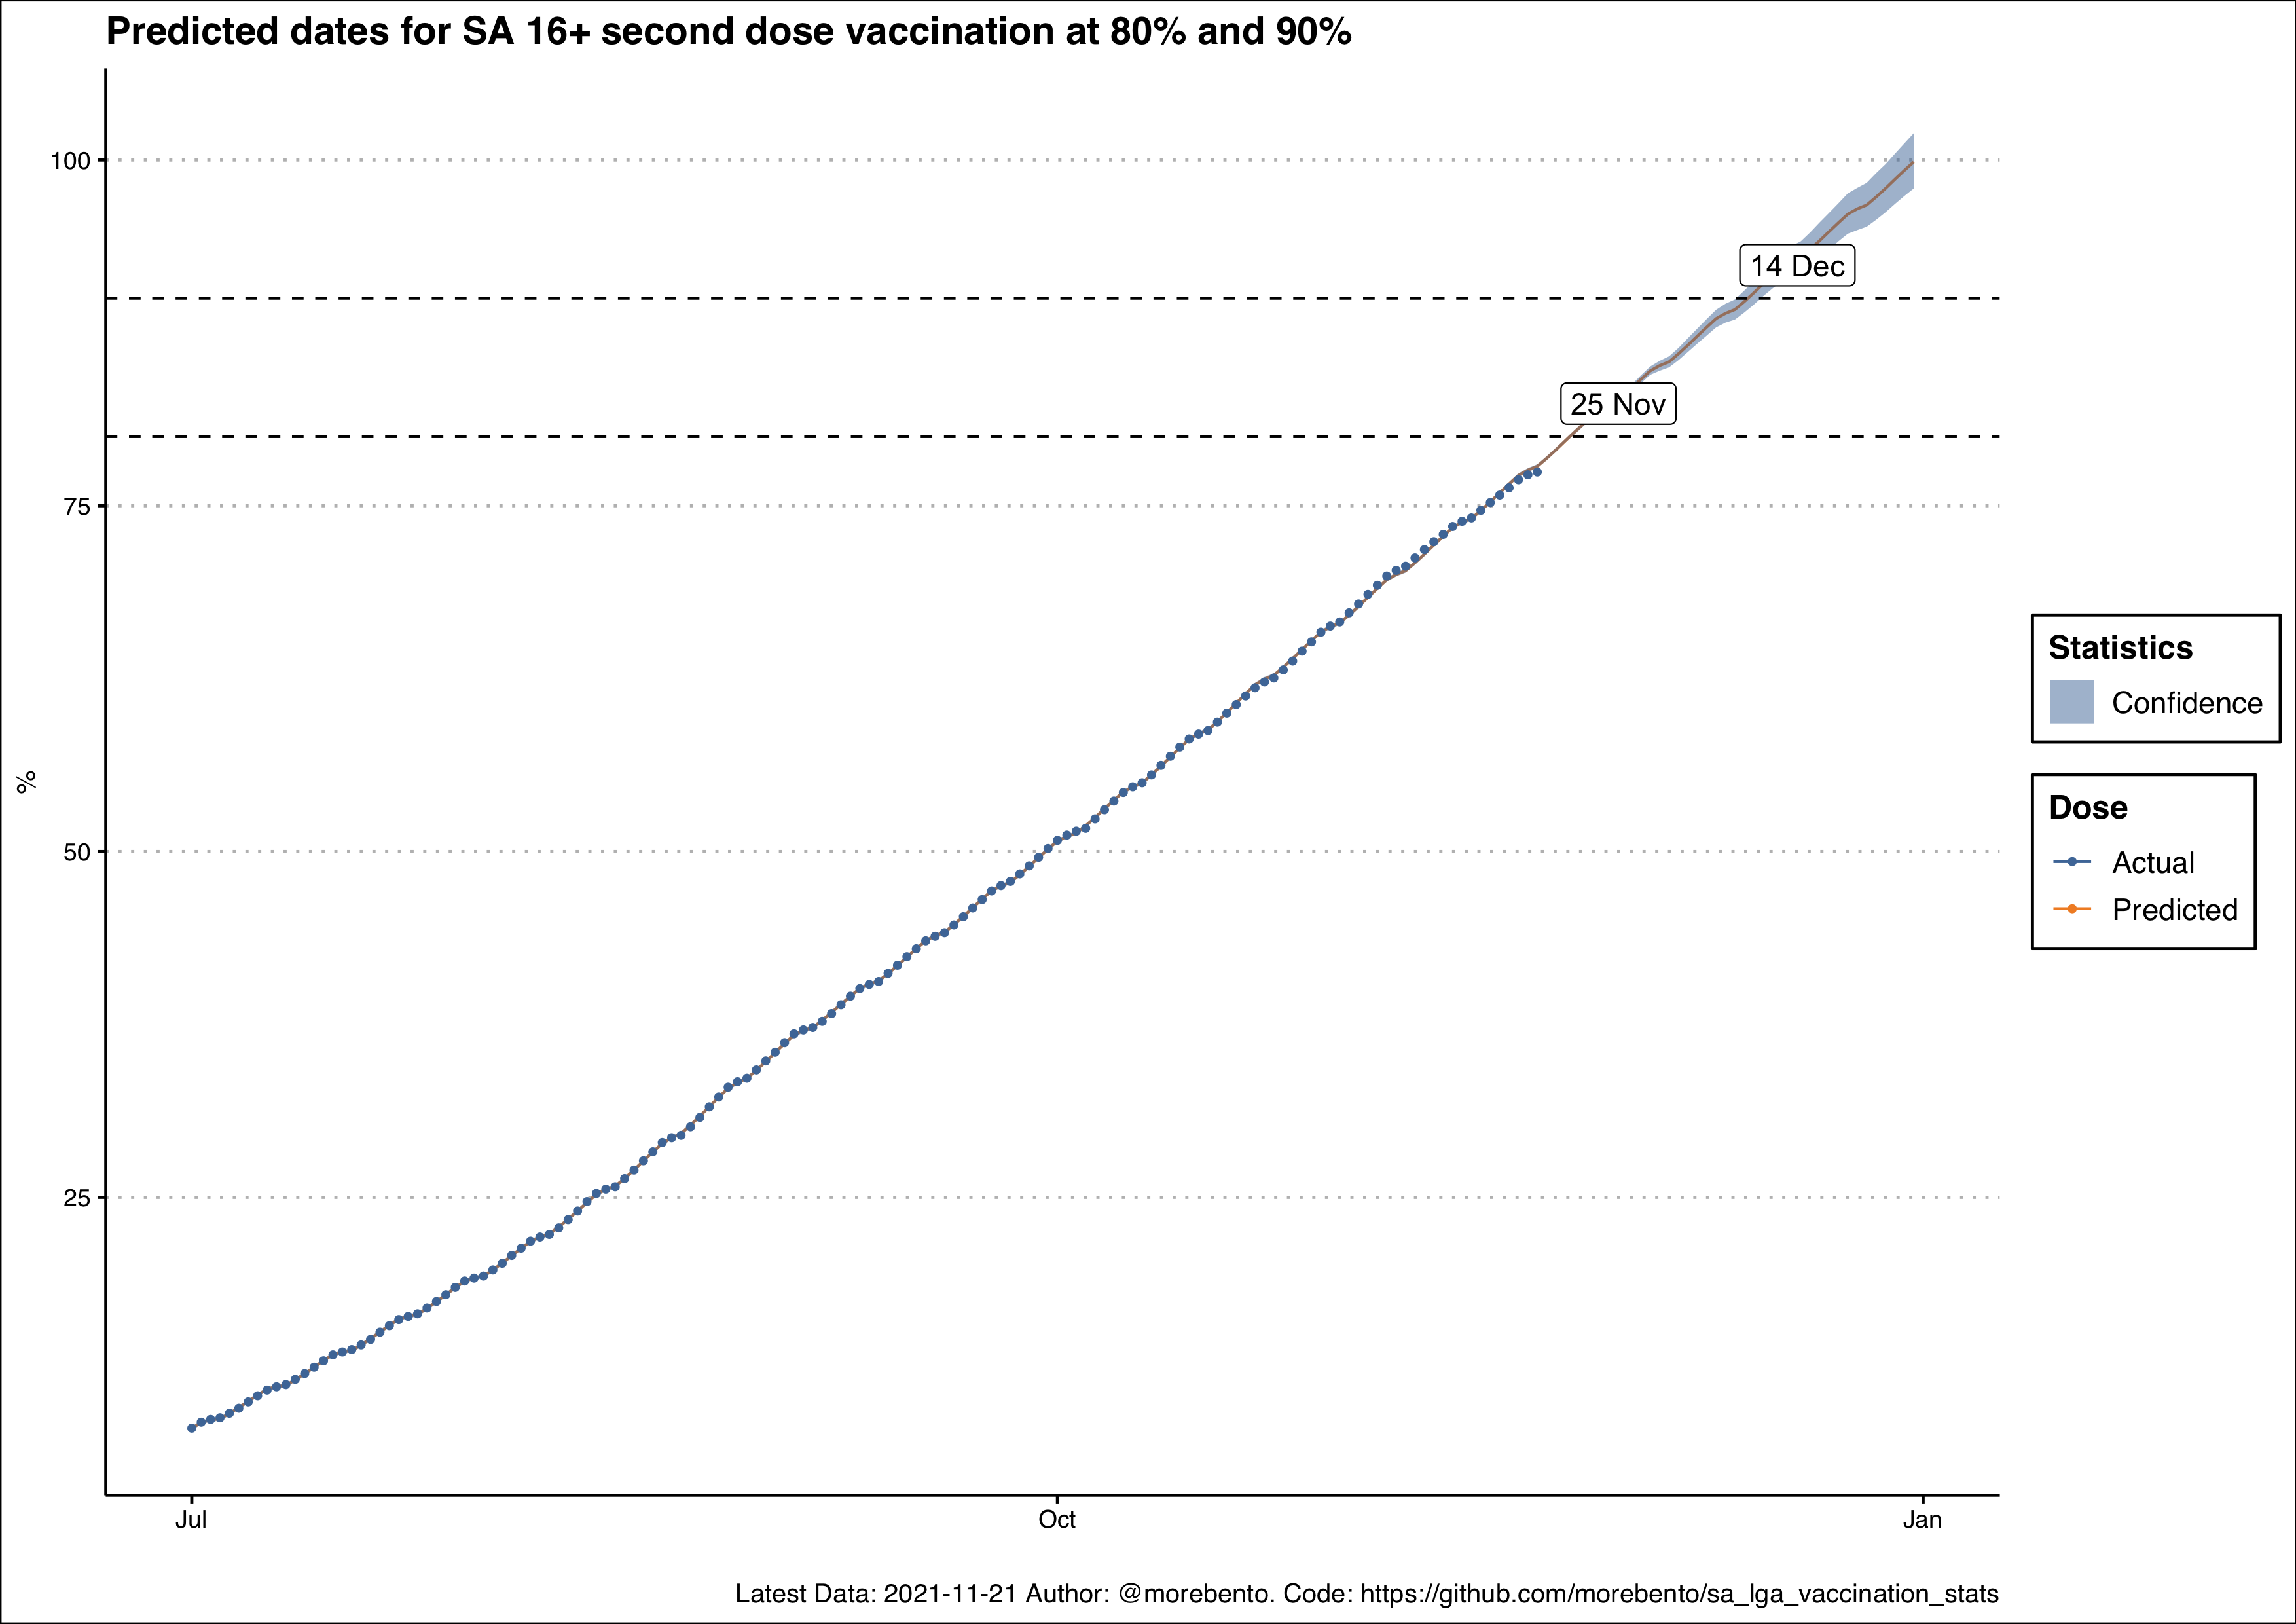 Predicted dates for SA 16+ second dose vaccination at 80% and 90%
100
14 Dec
25 Nov
75
Statistics
Confidence
%
Dose
50
Actual
Predicted
25
Jul Oct Jan
Latest Data: 2021-11-21 Author: @morebento. Code: https://github.com/morebento/sa_lga_vaccination_stats